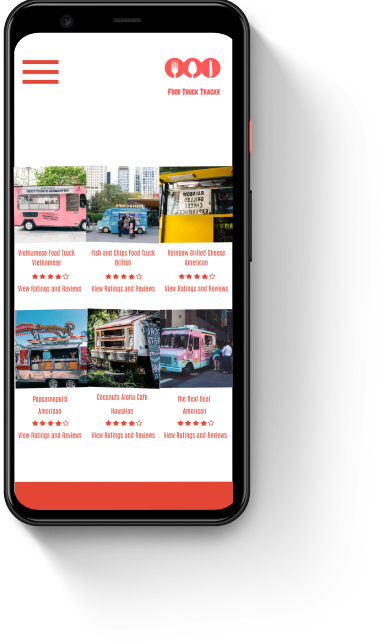 FOOD TRUCK TRACKR
Vietnamese Food Truck
Vietnamese
View Ratings and Reviews
Fish and Chips Food Truck
British
View Ratings and Reviews
Rainbow Grilled Cheese
American
View Ratings and Reviews
Popcornopolis
American
View Ratings and Reviews
Coconuts Aloha Café
Hawaiian
View Ratings and Reviews
The Real Deal
American
View Ratings and Reviews